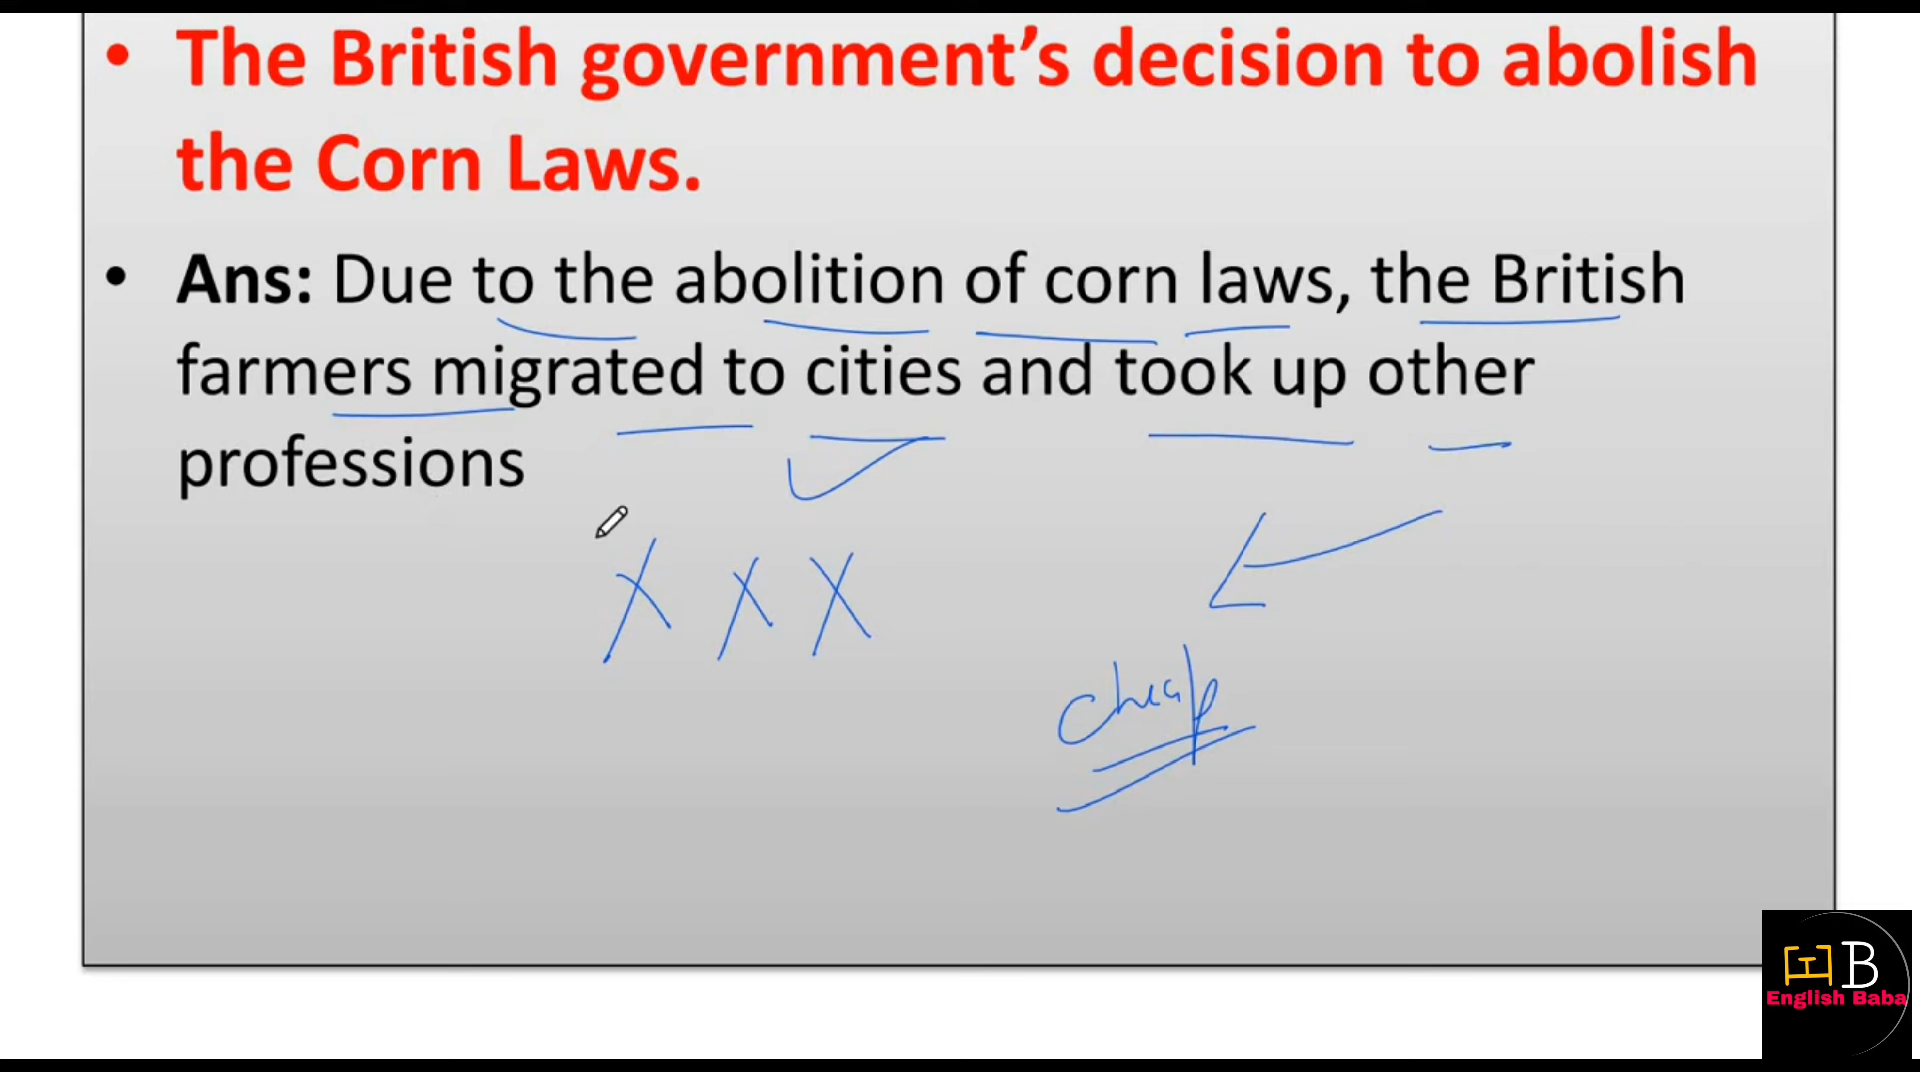 • The British government’s decision to abolish
the Corn Laws.
• Ans: Due to the abolition of corn laws, the British
farmers migrated to cities and took up other
professions
X X X
cheap
B
English Baba